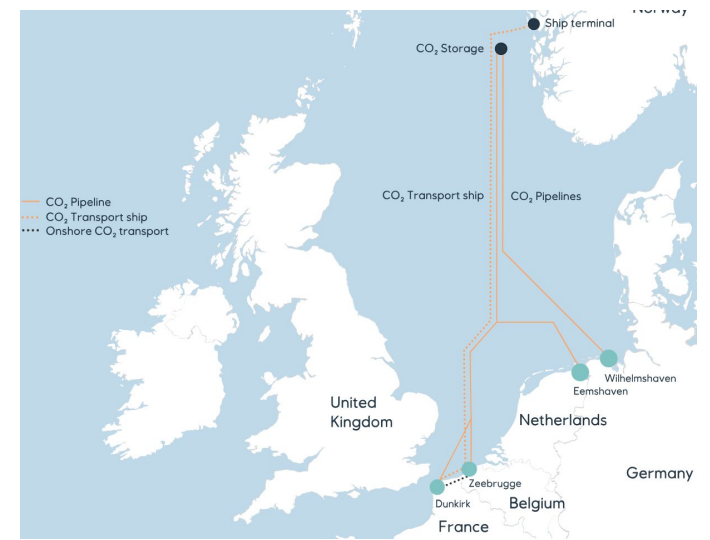 Norway
Ship terminal
CO₂ Storage
CO₂ Transport ship
CO₂ Pipelines
CO₂ Pipeline
CO₂ Transport ship
Onshore CO₂ transport
Wilhelmshaven
Eemshaven
United
Kingdom
Netherlands
Germany
Zeebrugge
Dunkirk
Belgium
France